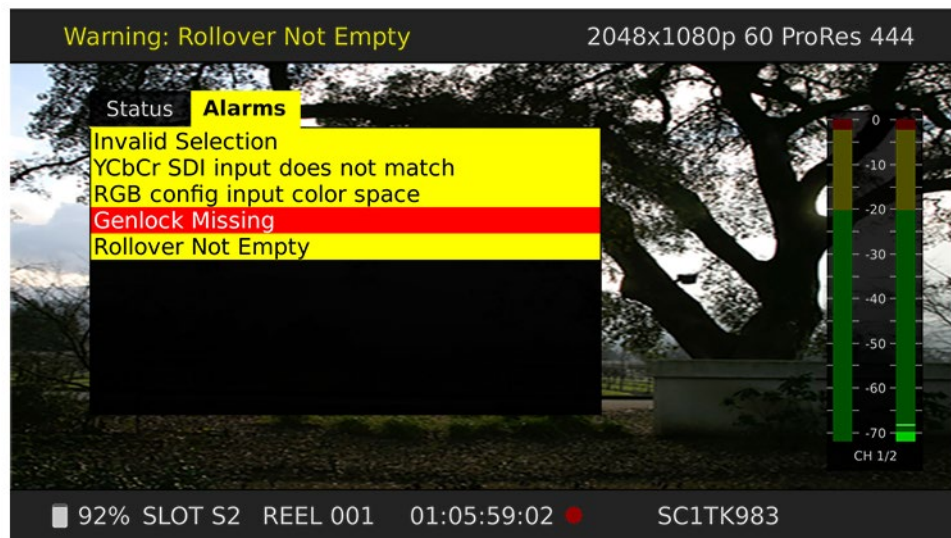 Warning: Rollover Not Empty 2048x1080p 60 ProRes 444
Status Alarms
Invalid Selection
YCbCr SDI input does not match
RGB config input color space
Genlock Missing
Rollover Not Empty
0
-10
-20
-30
-40
-50
-60
-70
CH 1/2
92% SLOT S2 REEL 001 01:05:59:02 SC1TK983